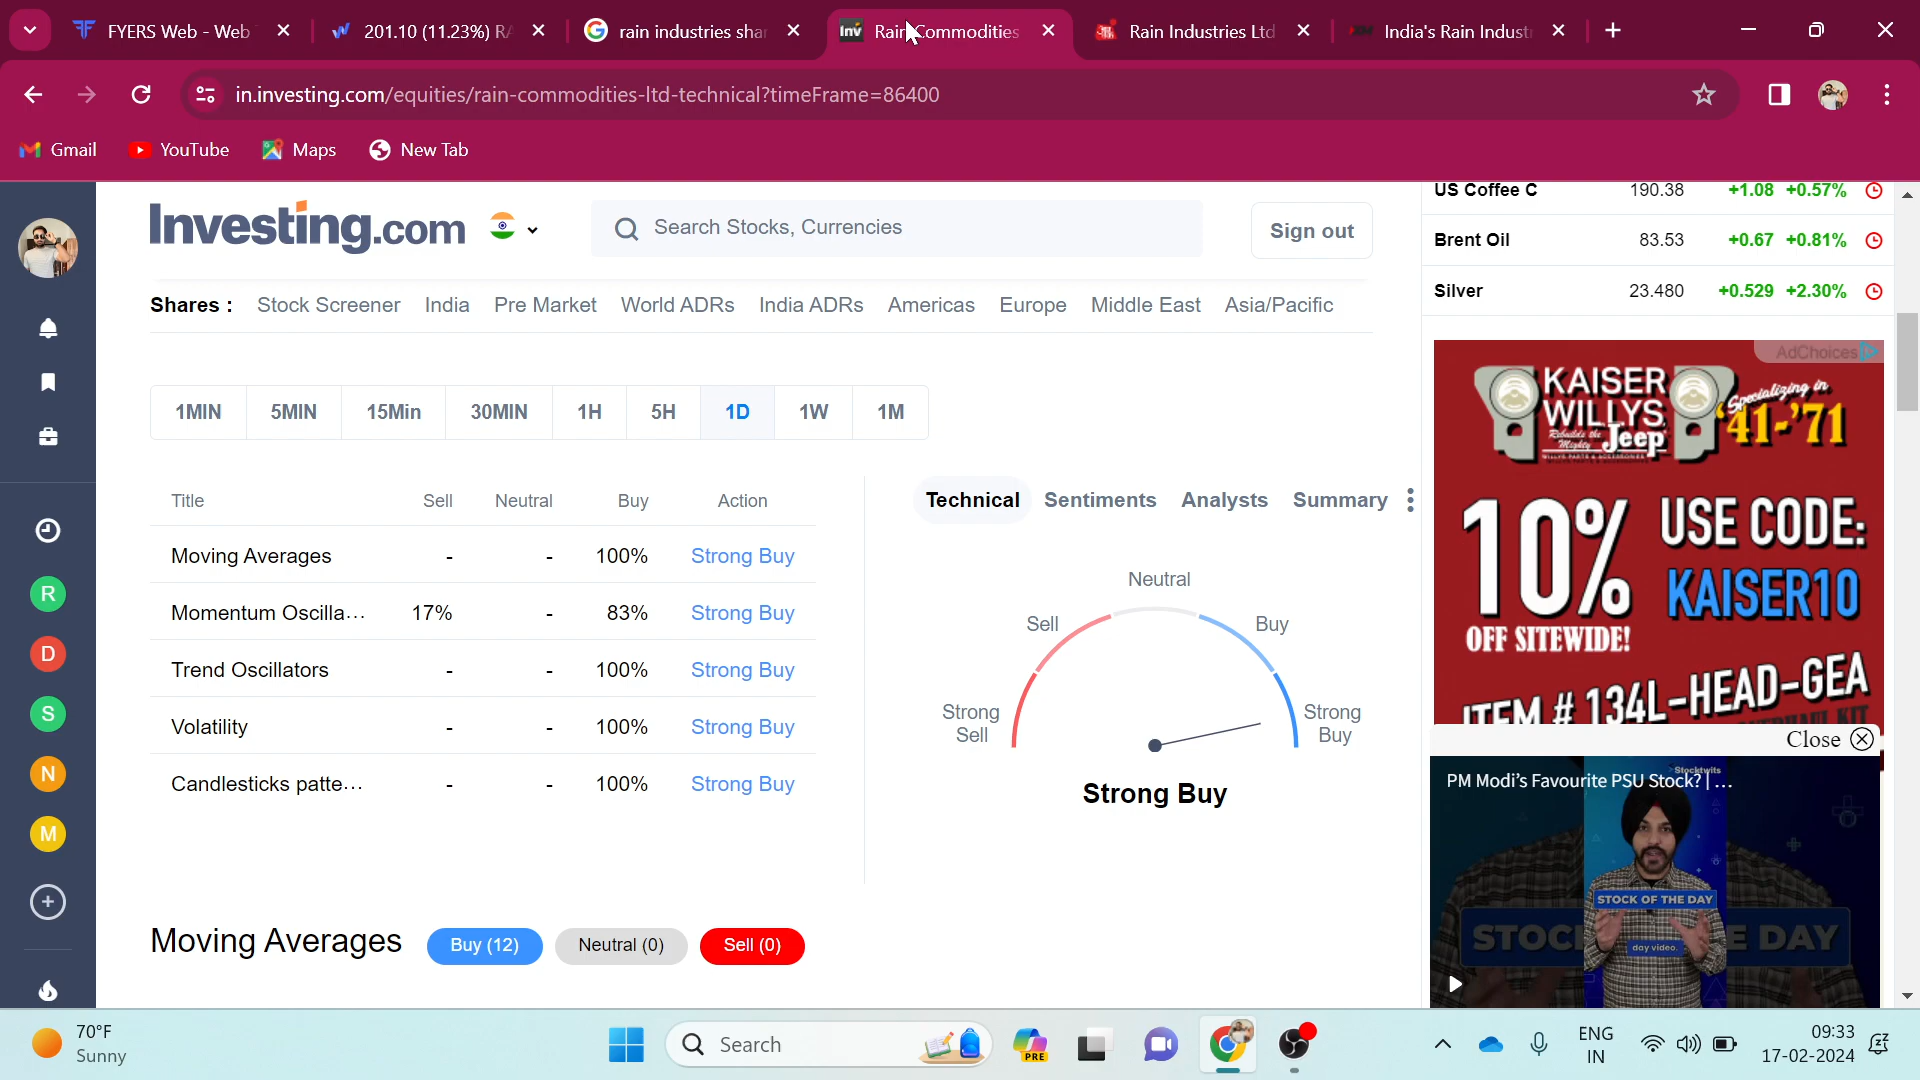 FYERS Web - Web
201.10 (11.23%) RA
rain industries shar
Inv Rain Commodities
Rain Industries Ltd
India's Rain Indust
in.investing.com/equities/rain-commodities-ltd-technical?timeFrame=86400
Gmail YouTube Maps New Tab
Investing.com
Search Stocks, Currencies
Sign out
Shares : Stock Screener India Pre Market World ADRs India ADRs Americas Europe Middle East Asia/Pacific
1MIN 5MIN 15Min 30MIN 1H 5H 1D 1W 1M
Title Sell Neutral Buy Action
Moving Averages - - 100% Strong Buy
Momentum Oscilla... 17% - 83% Strong Buy
Trend Oscillators - - 100% Strong Buy
Volatility - - 100% Strong Buy
Candlesticks patte... - - 100% Strong Buy
Technical Sentiments Analysts Summary
Neutral
Sell Buy
Strong Sell
Strong Buy
Strong Buy
Moving Averages Buy (12) Neutral (0) Sell (0)
R
D
S
N
M
US Coffee C 190.38 +1.08 +0.57%
Brent Oil 83.53 +0.67 +0.81%
Silver 23.480 +0.529 +2.30%
AdChoices
KAISER
WILLYS
Jeep
Specializing in
'41-'71
10%
OFF SITEWIDE!
USE CODE:
KAISER10
ITEM # 134L-HEAD-GEA
Close
Stocktwits
PM Modi's Favourite PSU Stock? | ...
STOCK OF THE DAY
day video.
70°F
Sunny
Search
PRE
ENG
IN
09:33
17-02-2024